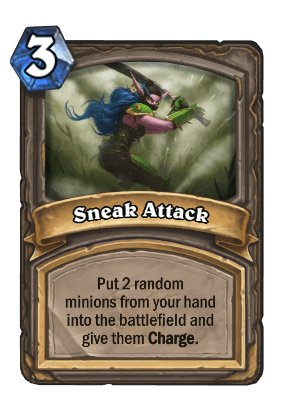 3
Sneak Attack
Put 2 random
minions from your hand
into the battlefield and
give them Charge.